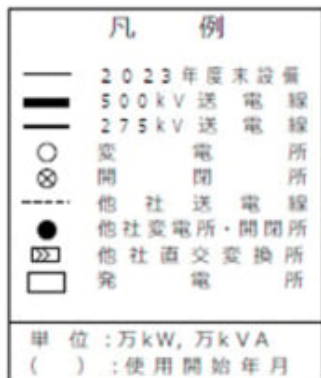 凡 例
2023年度末設備
500kV送電線
275kV送電線
変電所
開閉所
他社送電線
他社変電所・開閉所
他社直交変換所
発電所
単位:万kW,万kVA
( ):使用開始年月